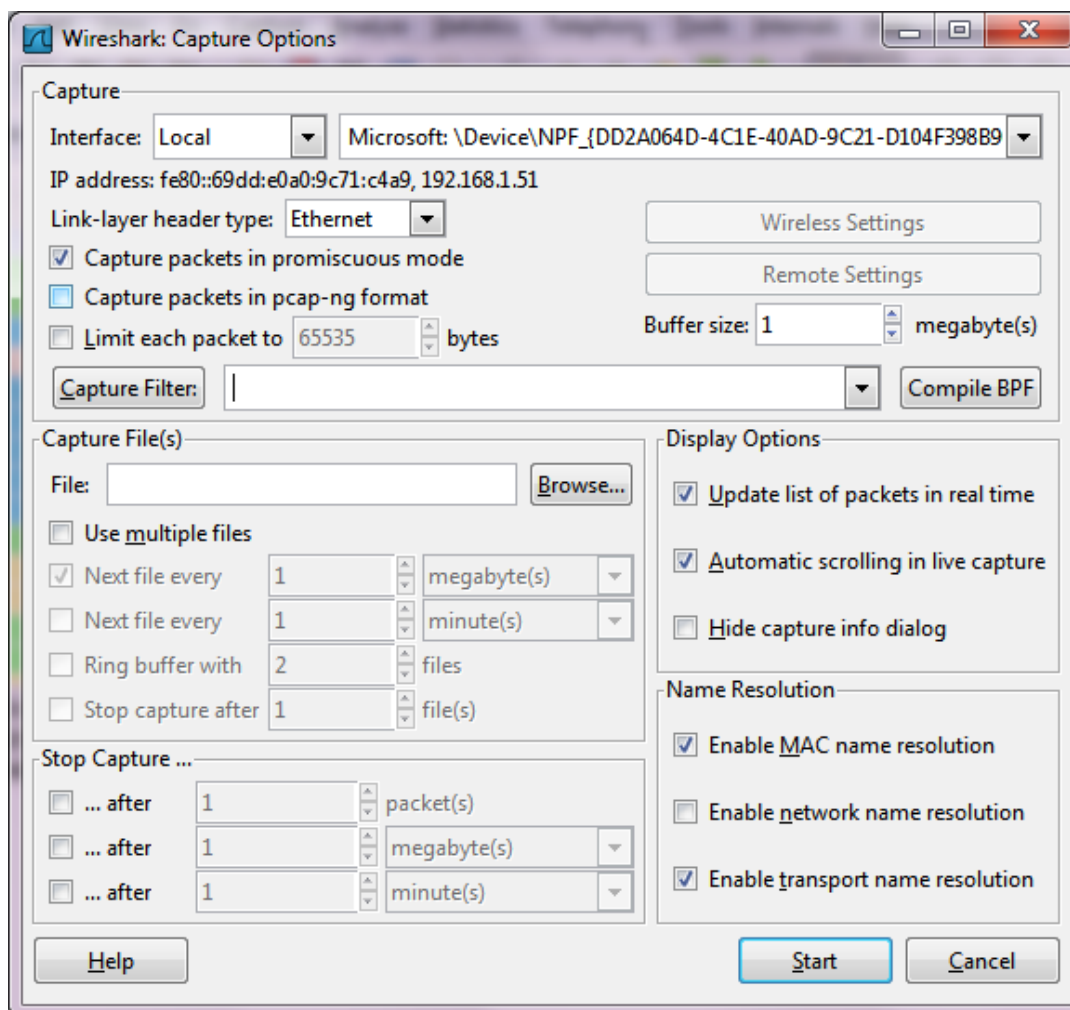 Wireshark: Capture Options
Capture
Interface: Local Microsoft: \Device\NPF_{DD2A064D-4C1E-40AD-9C21-D104F398B9
IP address: fe80::69dd:e0a0:9c71:c4a9, 192.168.1.51
Link-layer header type: Ethernet
Wireless Settings
Capture packets in promiscuous mode
Remote Settings
Capture packets in pcap-ng format
Limit each packet to 65535 bytes
Buffer size: 1 megabyte(s)
Capture Filter: Compile BPF
Capture File(s)
File: Browse...
Use multiple files
Next file every 1 megabyte(s)
Next file every 1 minute(s)
Ring buffer with 2 files
Stop capture after 1 file(s)
Stop Capture ...
... after 1 packet(s)
... after 1 megabyte(s)
... after 1 minute(s)
Display Options
Update list of packets in real time
Automatic scrolling in live capture
Hide capture info dialog
Name Resolution
Enable MAC name resolution
Enable network name resolution
Enable transport name resolution
Help Start Cancel